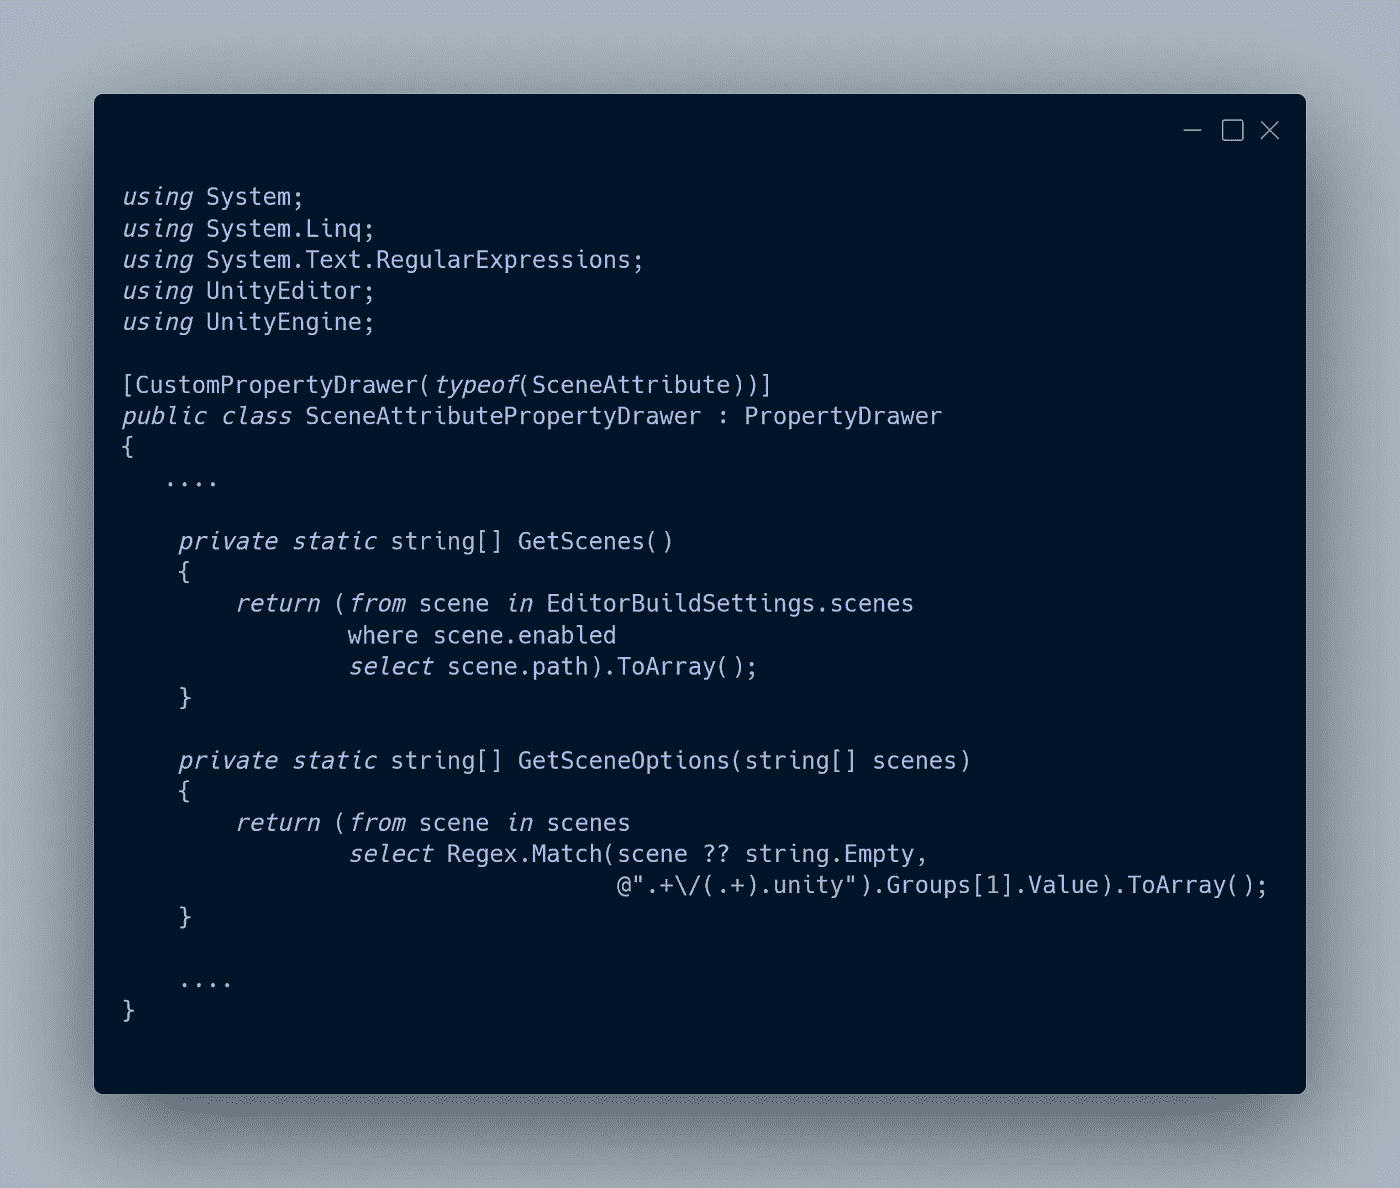 using System;
using System.Linq;
using System.Text.RegularExpressions;
using UnityEditor;
using UnityEngine;

[CustomPropertyDrawer(typeof(SceneAttribute))]
public class SceneAttributePropertyDrawer : PropertyDrawer
{
   ....

    private static string[] GetScenes()
    {
        return (from scene in EditorBuildSettings.scenes
                where scene.enabled
                select scene.path).ToArray();
    }

    private static string[] GetSceneOptions(string[] scenes)
    {
        return (from scene in scenes
                select Regex.Match(scene ?? string.Empty,
                                   @".+\/(.+).unity").Groups[1].Value).ToArray();
    }

    ....
}